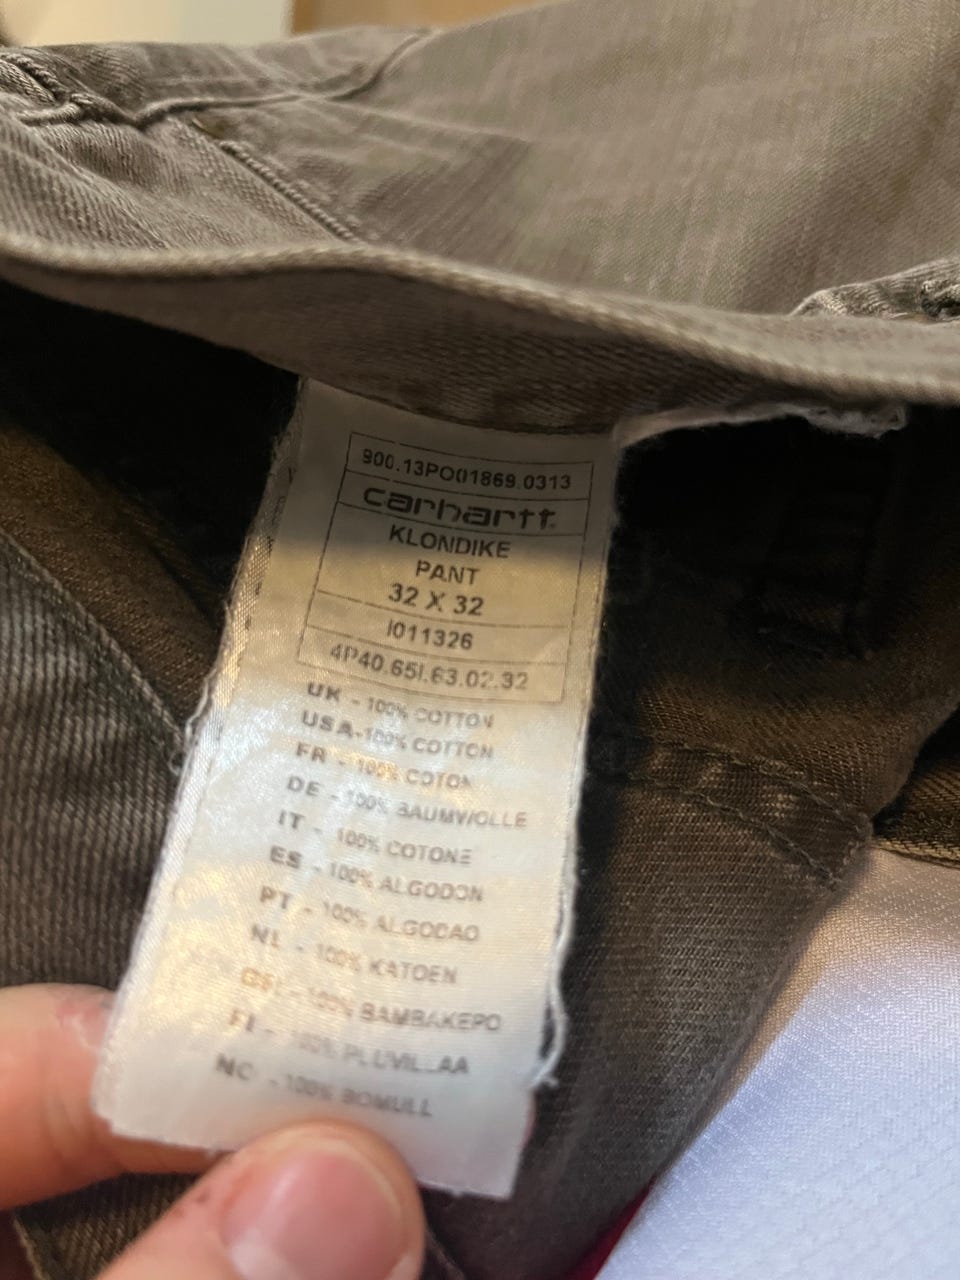 900.13PO01869.0313
carhartt
KLONDIKE
PANT
32 X 32
I011326
4P40.65I.63.02.32
UK - 100% COTTON
USA-100% COTTON
FR - 100% COTON
DE - 100% BAUMWOLLE
IT - 100% COTONE
ES - 100% ALGODON
PT - 100% ALGODAO
NL - 100% KATOEN
100% BAMBAKEPO
FI - 100%
NO - 100% BOMULL